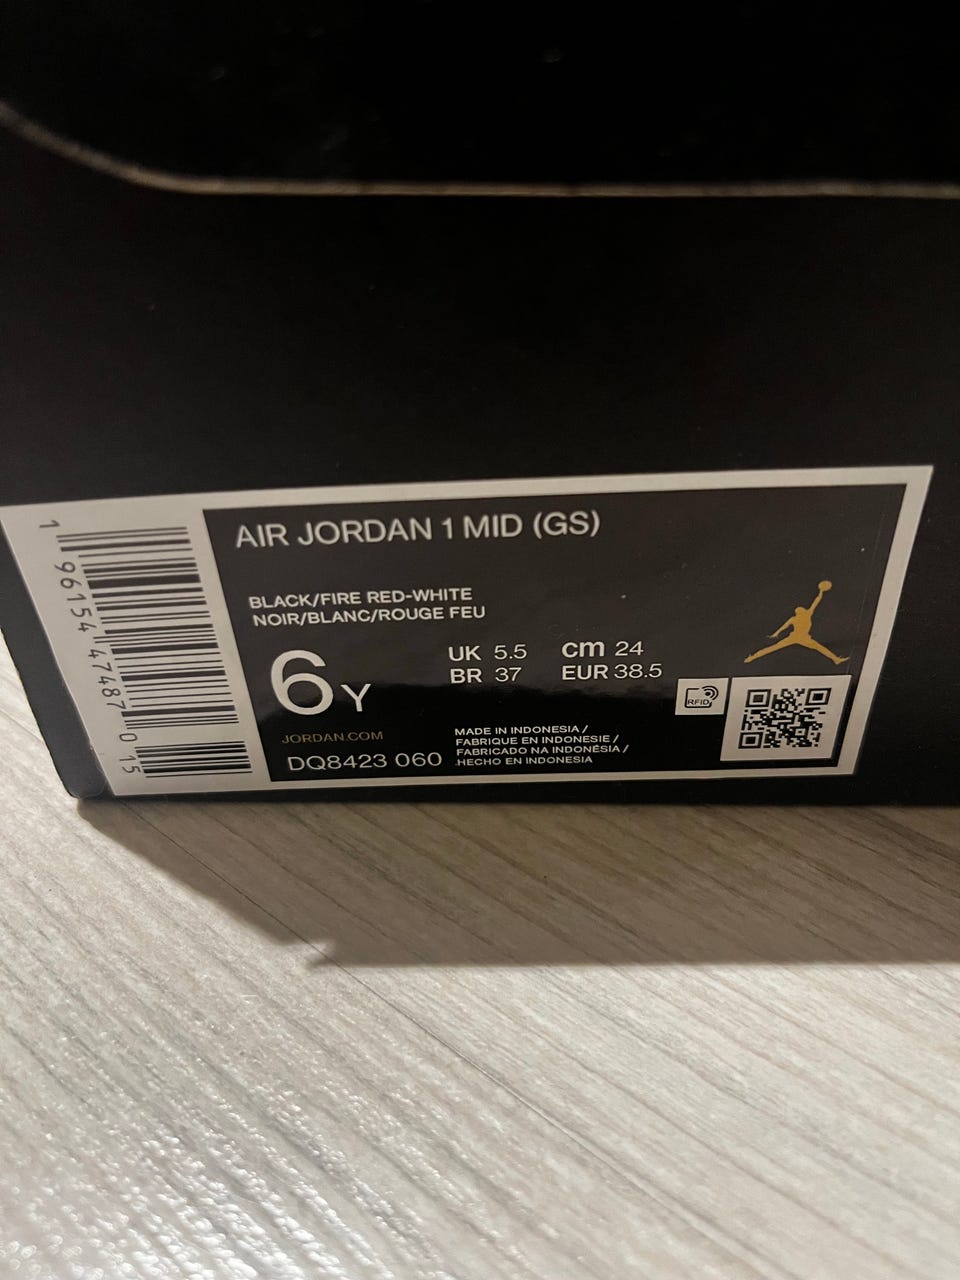 AIR JORDAN 1 MID (GS)
BLACK/FIRE RED-WHITE
NOIR/BLANC/ROUGE FEU
6Y
UK 5.5 cm 24
BR 37 EUR 38.5
RFID
JORDAN.COM
DQ8423 060
MADE IN INDONESIA /
FABRIQUE EN INDONESIE /
FABRICADO NA INDONÉSIA /
HECHO EN INDONESIA
1 96154 47487 0 15